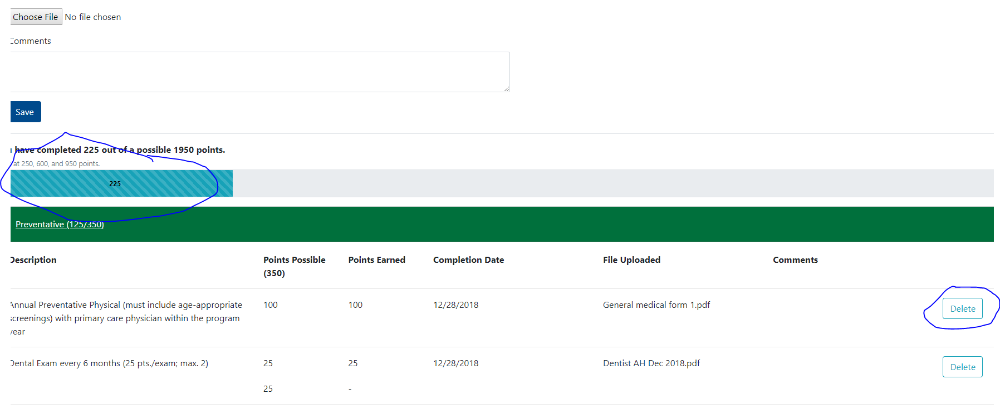 Choose File No file chosen
Comments
Save
have completed 225 out of a possible 1950 points.
at 250, 600, and 950 points.
225
Preventative (125/350)
Description Points Possible (350) Points Earned Completion Date File Uploaded Comments
Annual Preventative Physical (must include age-appropriate 100 100 12/28/2018 General medical form 1.pdf Delete
screenings) with primary care physician within the program
year
Dental Exam every 6 months (25 pts./exam; max. 2) 25 25 12/28/2018 Dentist AH Dec 2018.pdf Delete
25 -